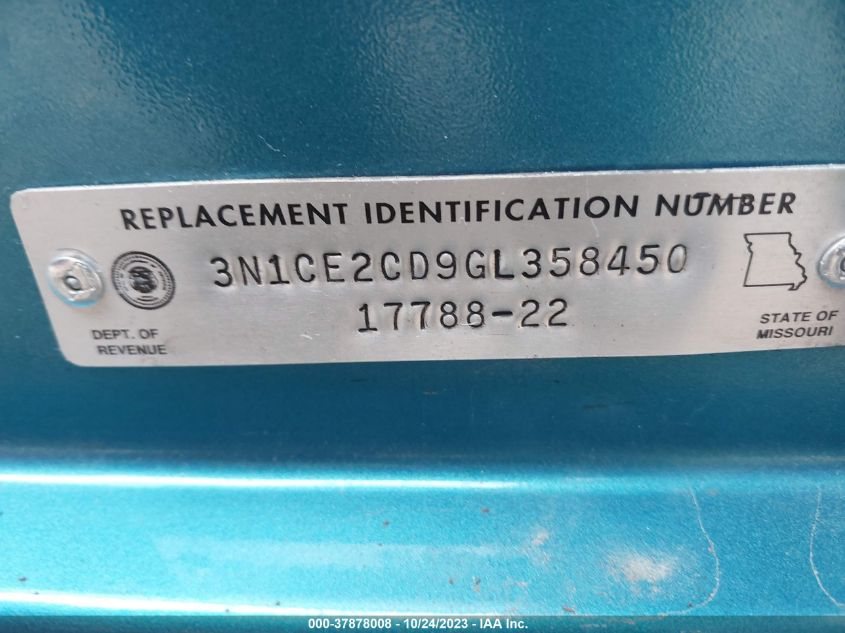 REPLACEMENT IDENTIFICATION NUMBER
3N1CE2CD9GL358450
17788-22
DEPT. OF
REVENUE
STATE OF
MISSOURI
000-37878008 - 10/24/2023 - IAA Inc.